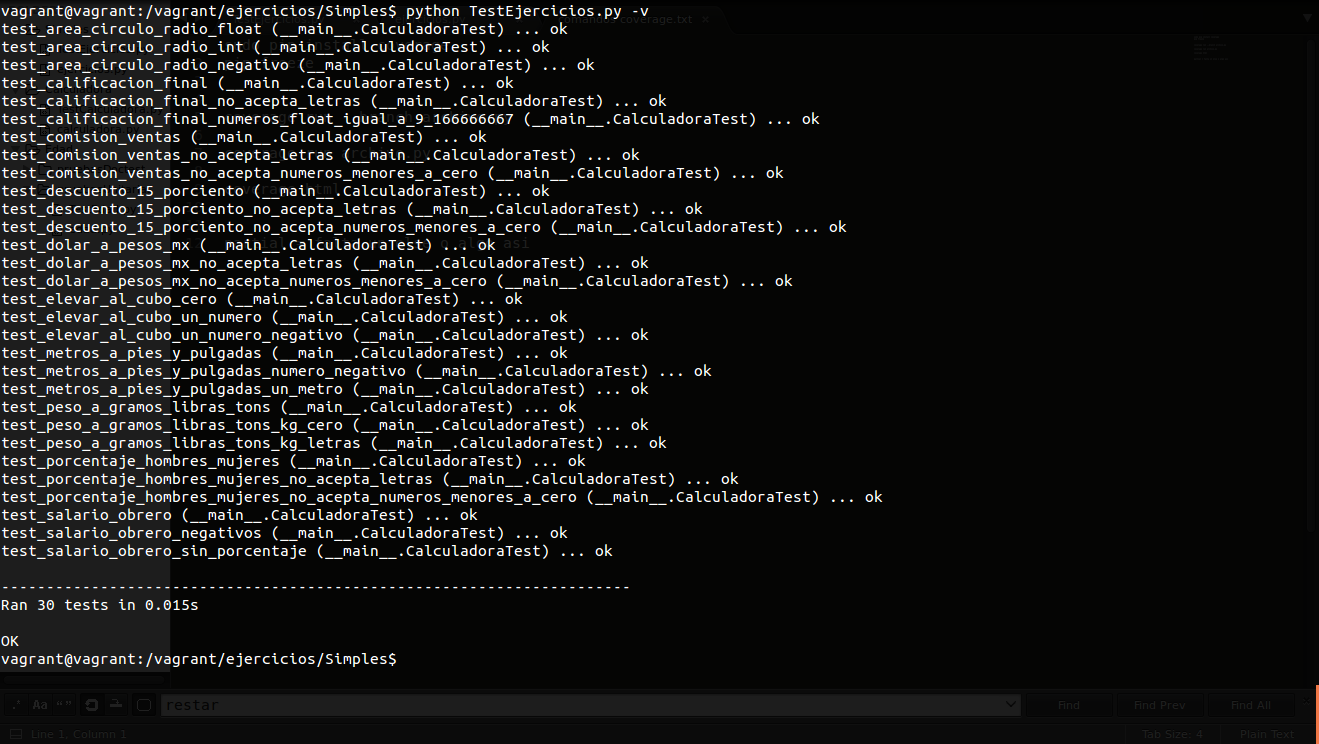 vagrant@vagrant:/vagrant/ejercicios/Simples$ python TestEjercicios.py -v
test_area_circulo_radio_float (__main__.CalculadoraTest) ... ok
test_area_circulo_radio_int (__main__.CalculadoraTest) ... ok
test_area_circulo_radio_negativo (__main__.CalculadoraTest) ... ok
test_calificacion_final (__main__.CalculadoraTest) ... ok
test_calificacion_final_no_acepta_letras (__main__.CalculadoraTest) ... ok
test_calificacion_final_numeros_float_igual_a_9_166666667 (__main__.CalculadoraTest) ... ok
test_comision_ventas (__main__.CalculadoraTest) ... ok
test_comision_ventas_no_acepta_letras (__main__.CalculadoraTest) ... ok
test_comision_ventas_no_acepta_numeros_menores_a_cero (__main__.CalculadoraTest) ... ok
test_descuento_15_porciento (__main__.CalculadoraTest) ... ok
test_descuento_15_porciento_no_acepta_letras (__main__.CalculadoraTest) ... ok
test_descuento_15_porciento_no_acepta_numeros_menores_a_cero (__main__.CalculadoraTest) ... ok
test_dolar_a_pesos_mx (__main__.CalculadoraTest) ... ok
test_dolar_a_pesos_mx_no_acepta_letras (__main__.CalculadoraTest) ... ok
test_dolar_a_pesos_mx_no_acepta_numeros_menores_a_cero (__main__.CalculadoraTest) ... ok
test_elevar_al_cubo_cero (__main__.CalculadoraTest) ... ok
test_elevar_al_cubo_un_numero (__main__.CalculadoraTest) ... ok
test_elevar_al_cubo_un_numero_negativo (__main__.CalculadoraTest) ... ok
test_metros_a_pies_y_pulgadas (__main__.CalculadoraTest) ... ok
test_metros_a_pies_y_pulgadas_numero_negativo (__main__.CalculadoraTest) ... ok
test_metros_a_pies_y_pulgadas_un_metro (__main__.CalculadoraTest) ... ok
test_peso_a_gramos_libras_tons (__main__.CalculadoraTest) ... ok
test_peso_a_gramos_libras_tons_kg_cero (__main__.CalculadoraTest) ... ok
test_peso_a_gramos_libras_tons_kg_letras (__main__.CalculadoraTest) ... ok
test_porcentaje_hombres_mujeres (__main__.CalculadoraTest) ... ok
test_porcentaje_hombres_mujeres_no_acepta_letras (__main__.CalculadoraTest) ... ok
test_porcentaje_hombres_mujeres_no_acepta_numeros_menores_a_cero (__main__.CalculadoraTest) ... ok
test_salario_obrero (__main__.CalculadoraTest) ... ok
test_salario_obrero_negativos (__main__.CalculadoraTest) ... ok
test_salario_obrero_sin_porcentaje (__main__.CalculadoraTest) ... ok
----------------------------------------------------------------------
Ran 30 tests in 0.015s
OK
vagrant@vagrant:/vagrant/ejercicios/Simples$
.* Aa “” restar Find Find Prev Find All
Line 1, Column 1 Tab Size: 4 Plain Text